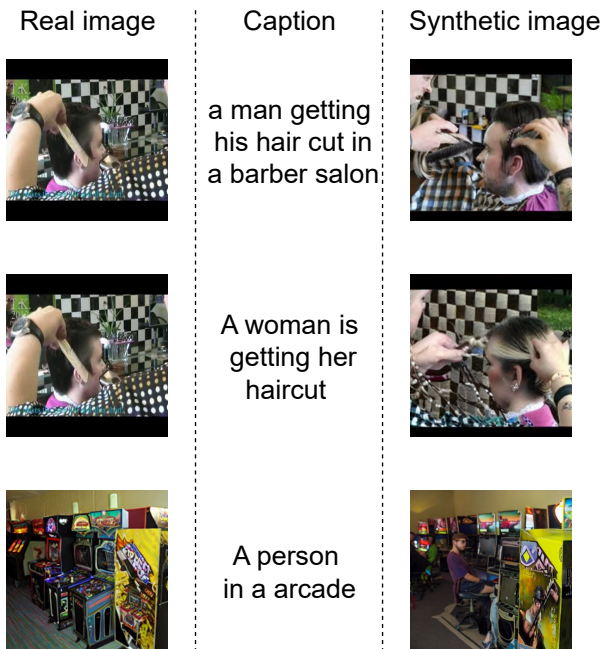 Real image
Caption
Synthetic image
a man getting
his hair cut in
a barber salon
A woman is
getting her
haircut
A person
in a arcade